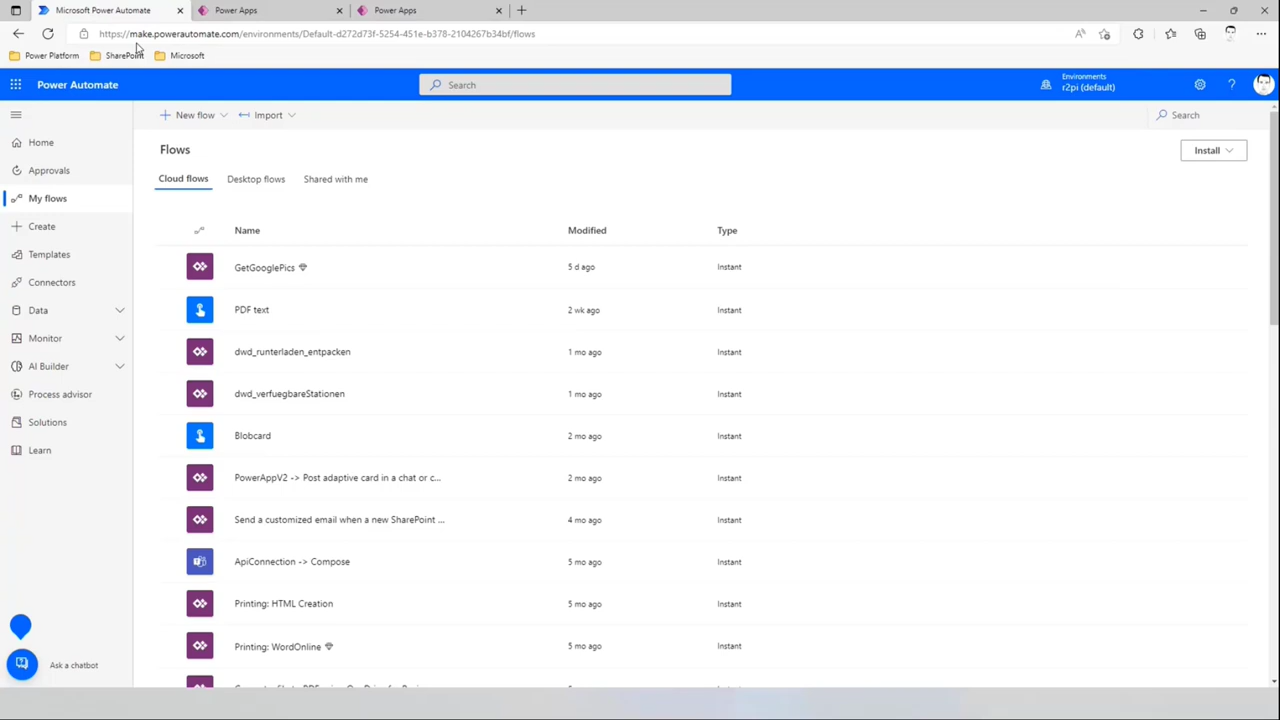 Microsoft Power Automate
Power Apps
Power Apps
https://make.powerautomate.com/environments/Default-d272d73f-5254-451e-b378-2104267b34bf/flows
Power Platform
SharePoint
Microsoft
Power Automate
Search
Environments
r2pi (default)
New flow
Import
Search
Home
Approvals
My flows
Create
Templates
Connectors
Data
Monitor
AI Builder
Process advisor
Solutions
Learn
Ask a chatbot
Flows
Install
Cloud flows
Desktop flows
Shared with me
Name Modified Type
GetGooglePics 5 d ago Instant
PDF text 2 wk ago Instant
dwd_runterladen_entpacken 1 mo ago Instant
dwd_verfuegbareStationen 1 mo ago Instant
Blobcard 2 mo ago Instant
PowerAppV2 -> Post adaptive card in a chat or c... 2 mo ago Instant
Send a customized email when a new SharePoint ... 4 mo ago Instant
ApiConnection -> Compose 5 mo ago Instant
Printing: HTML Creation 5 mo ago Instant
Printing: WordOnline 5 mo ago Instant